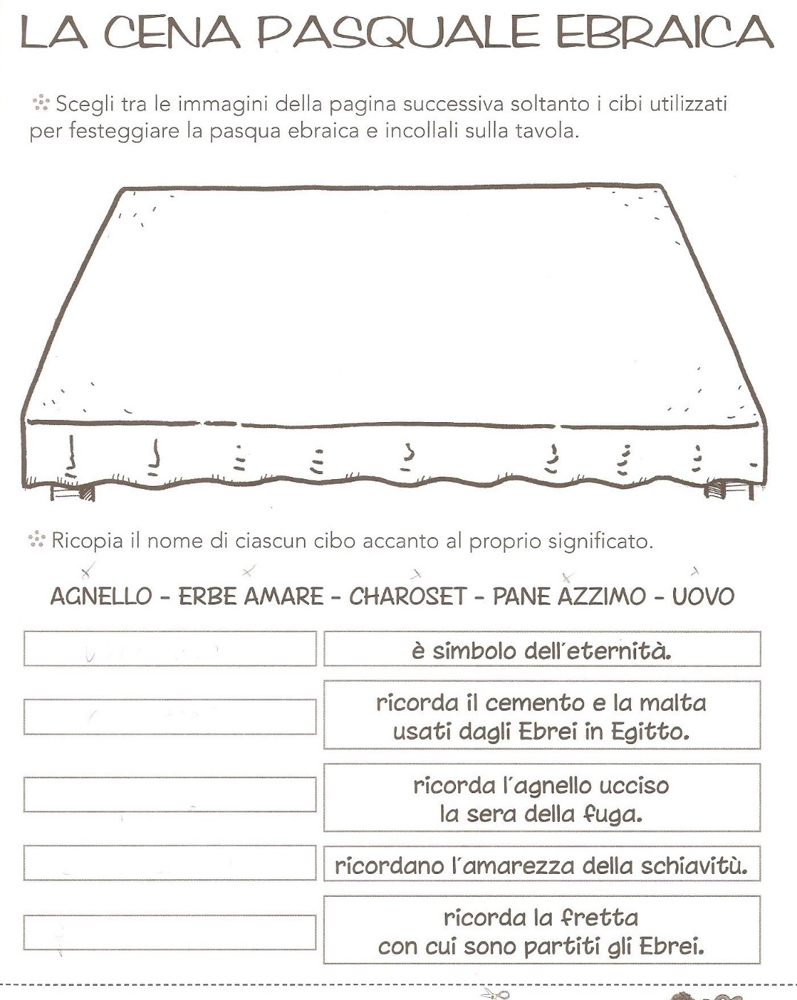 LA CENA PASQUALE EBRAICA
Scegli tra le immagini della pagina successiva soltanto i cibi utilizzati
per festeggiare la pasqua ebraica e incollali sulla tavola.
Ricopia il nome di ciascun cibo accanto al proprio significato.
AGNELLO - ERBE AMARE - CHAROSET - PANE AZZIMO - UOVO
è simbolo dell'eternità.
ricorda il cemento e la malta
usati dagli Ebrei in Egitto.
ricorda l'agnello ucciso
la sera della fuga.
ricordano l'amarezza della schiavitù.
ricorda la fretta
con cui sono partiti gli Ebrei.